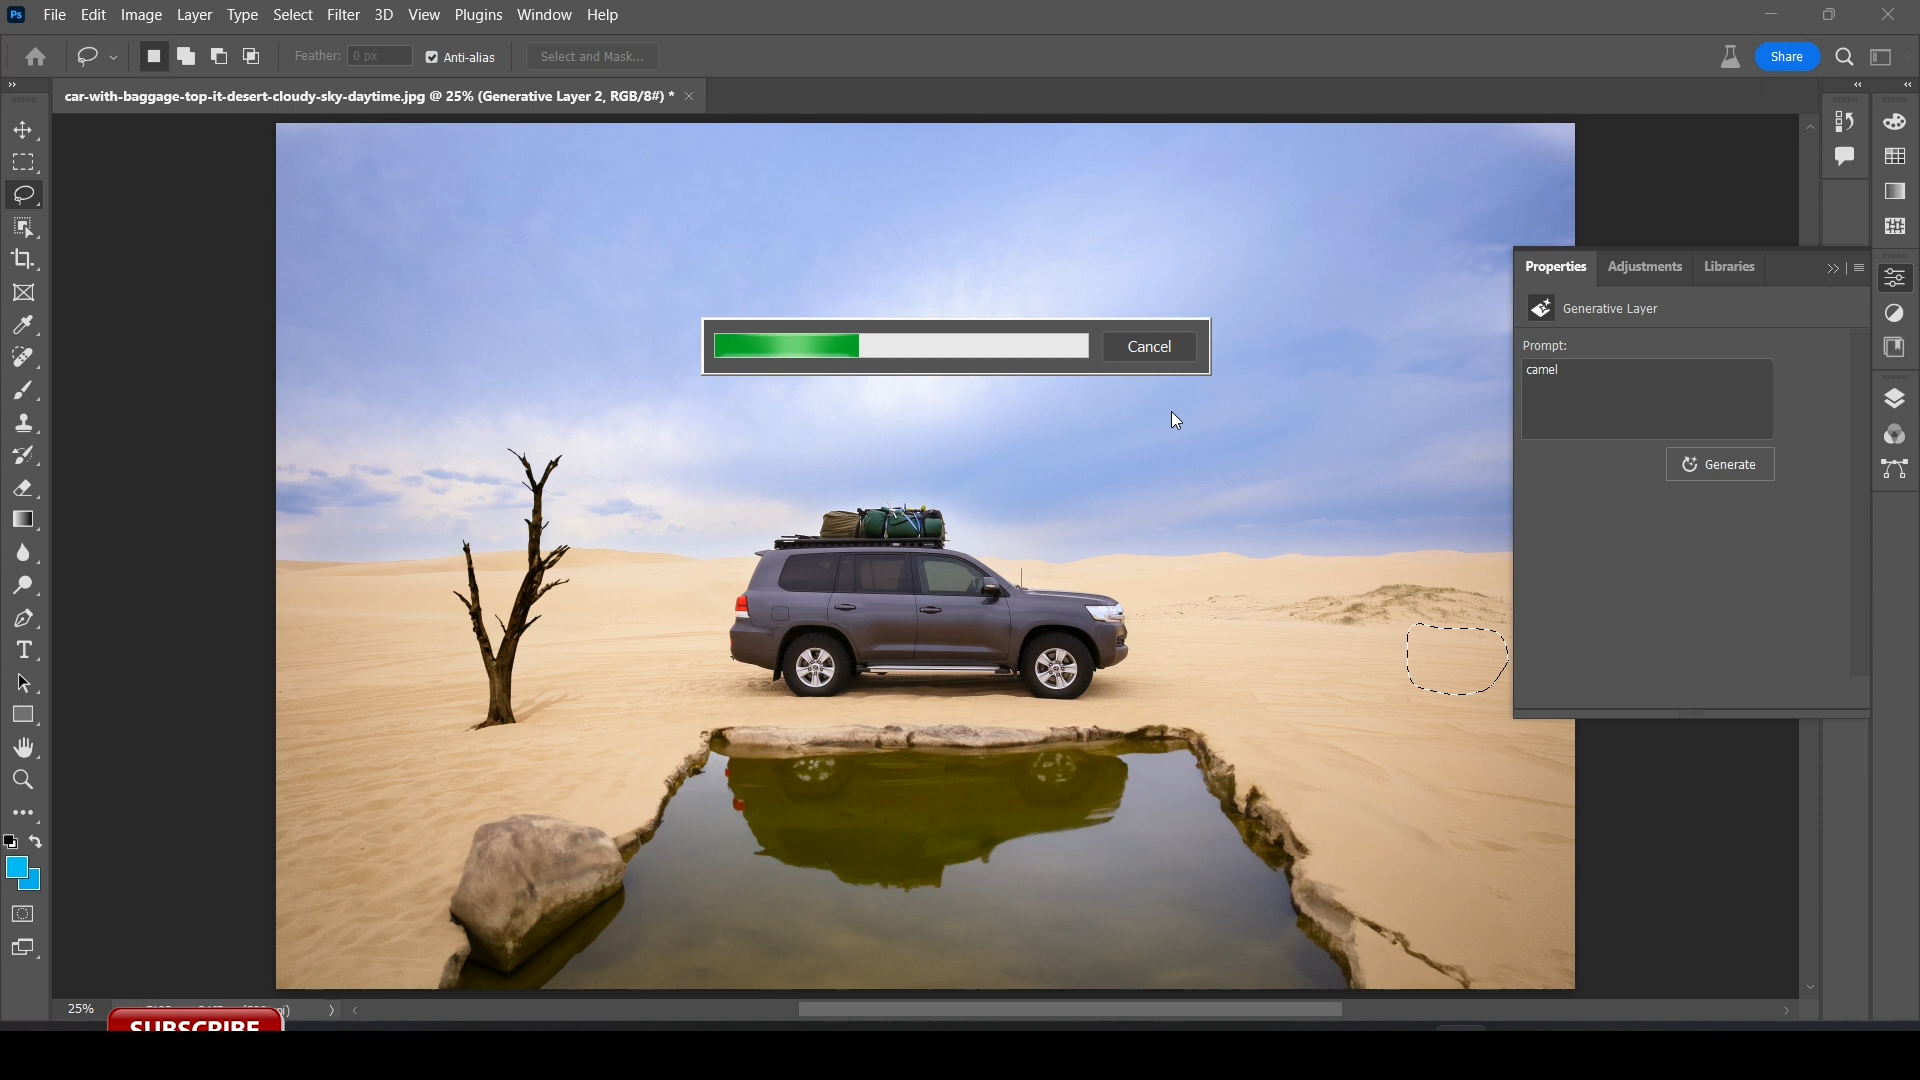 Ps File Edit Image Layer Type Select Filter 3D View Plugins Window Help
Feather: 0 px Anti-alias Select and Mask... Share
car-with-baggage-top-it-desert-cloudy-sky-daytime.jpg @ 25% (Generative Layer 2, RGB/8#) *
Properties Adjustments Libraries
Generative Layer
Cancel
Prompt:
camel
Generate
25%
SUBSCRIBE